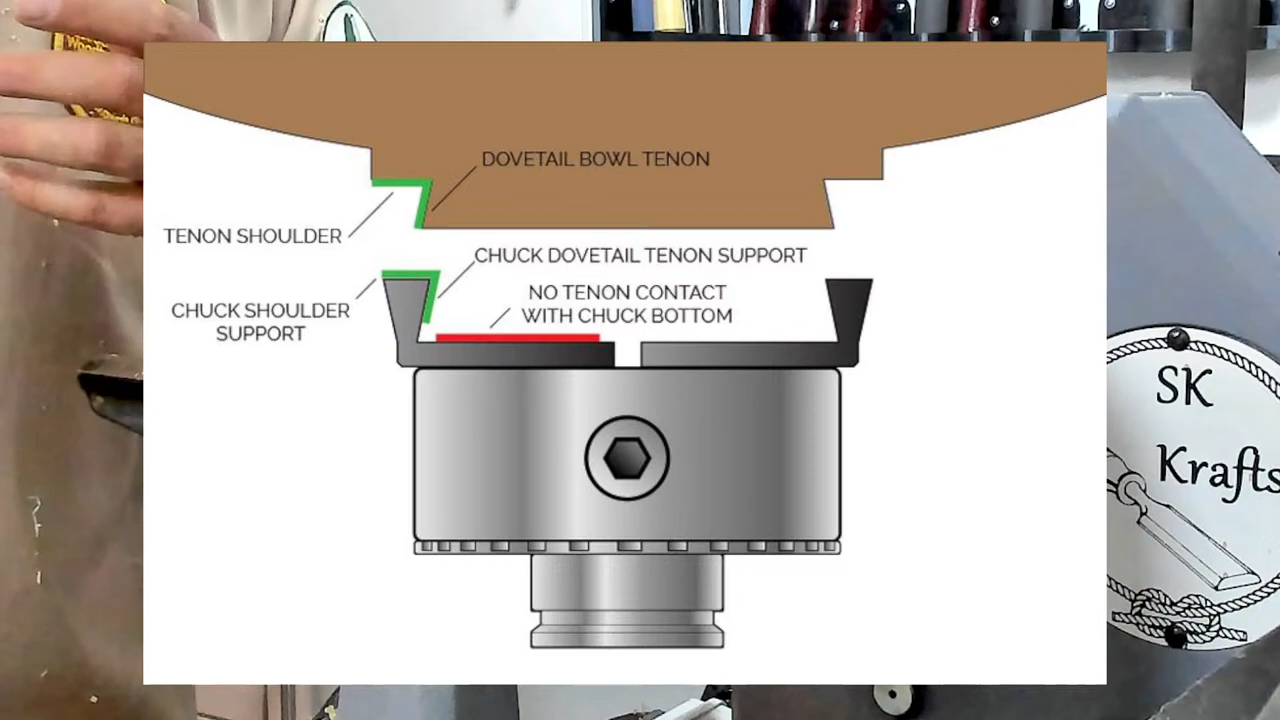 DOVETAIL BOWL TENON
TENON SHOULDER
CHUCK DOVETAIL TENON SUPPORT
NO TENON CONTACT
WITH CHUCK BOTTOM
CHUCK SHOULDER
SUPPORT
SK
Krafts